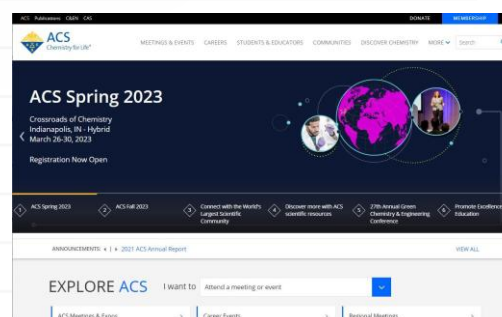 ACS Publications C&EN CAS
DONATE
MEMBERSHIP
ACS
Chemistry for Life®
MEETINGS & EVENTS CAREERS STUDENTS & EDUCATORS COMMUNITIES DISCOVER CHEMISTRY MORE Search
ACS Spring 2023
Crossroads of Chemistry
Indianapolis, IN - Hybrid
March 26-30, 2023
Registration Now Open
1 ACS Spring 2023
2 ACS Fall 2023
3 Connect with the World's
Largest Scientific
Community
4 Discover more with ACS
scientific resources
5 27th Annual Green
Chemistry & Engineering
Conference
6 Promote Excellence
Education
ANNOUNCEMENTS 2021 ACS Annual Report VIEW ALL
EXPLORE ACS I want to Attend a meeting or event
ACS Meetings & Expos Career Events Regional Meetings